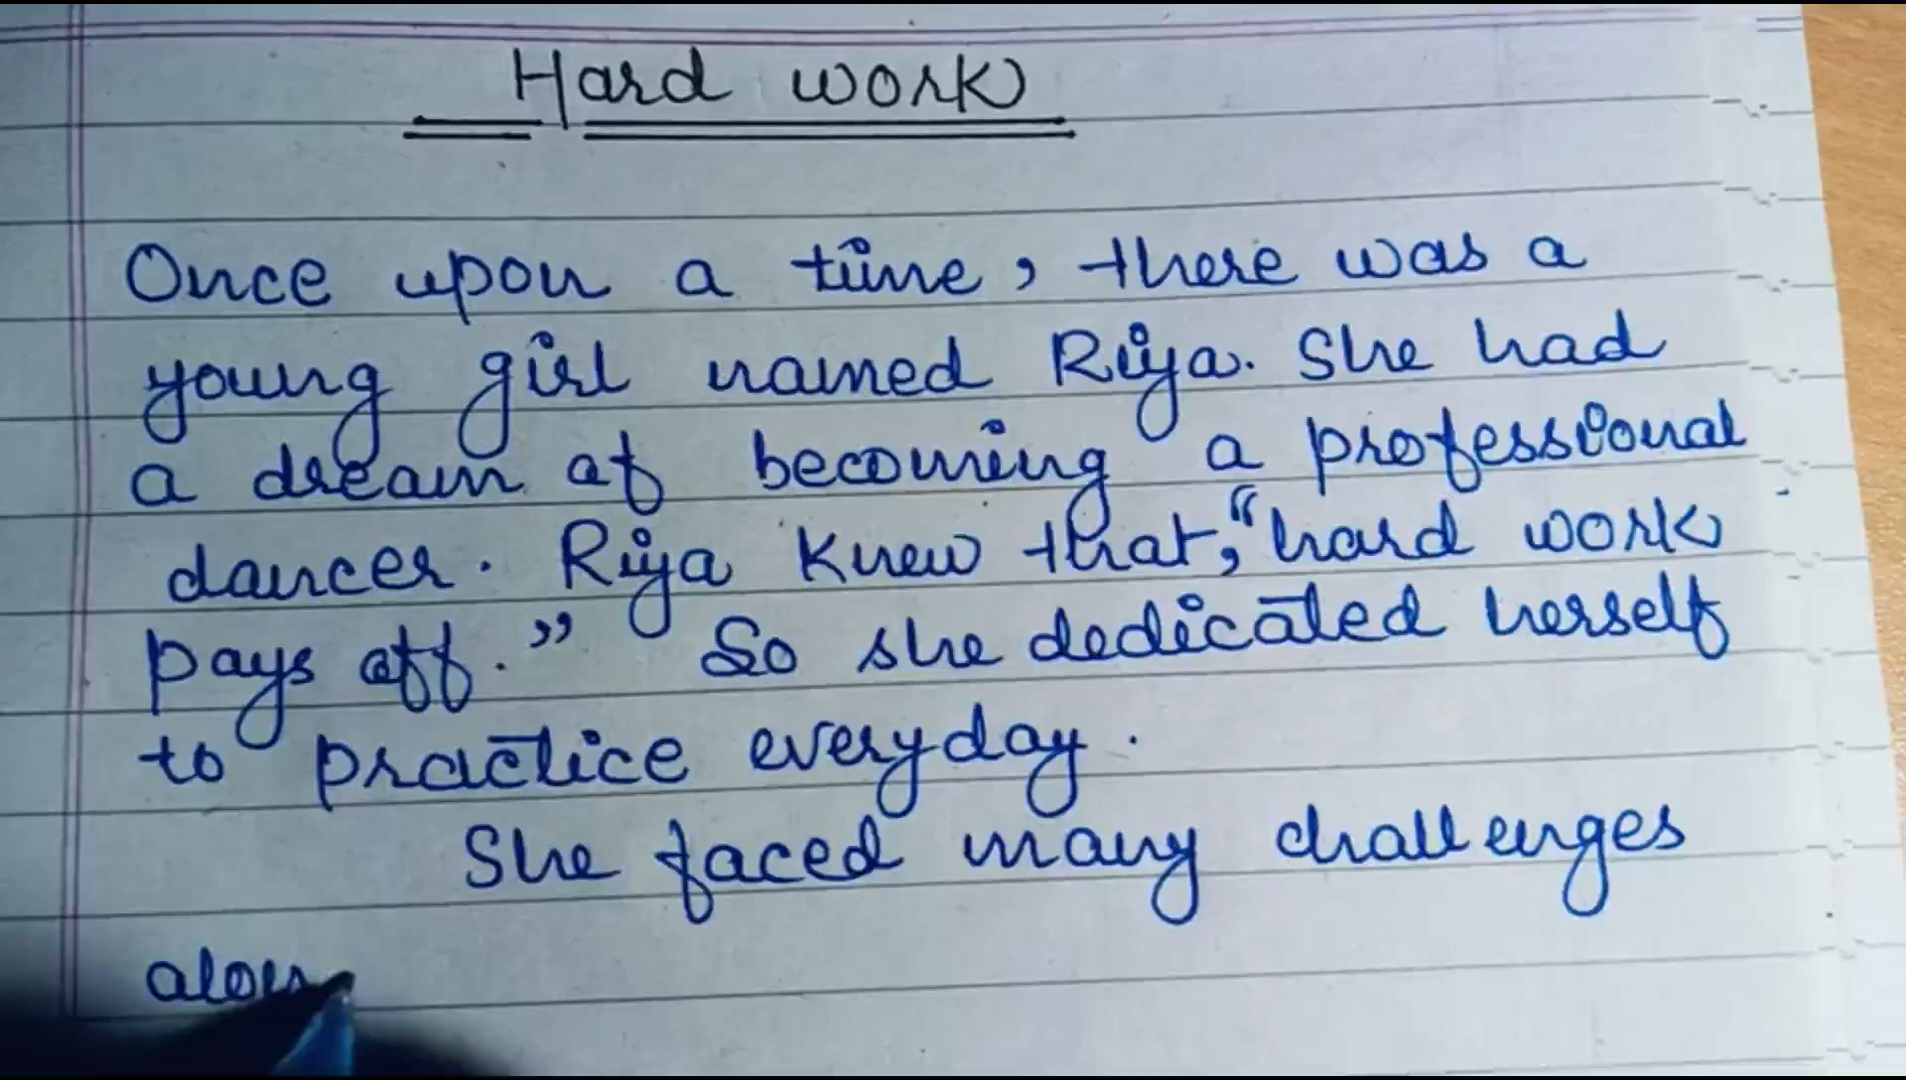 Hard work
Once upon a time, there was a
young girl named Riya. She had
a dream of becoming a professional
dancer. Riya knew that, "hard work
pays off." So she dedicated herself
to practice everyday.
She faced many challenges